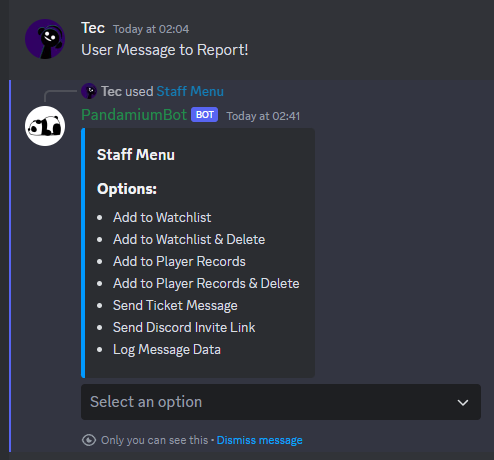 Tec Today at 02:04
User Message to Report!
Tec used Staff Menu
PandamiumBot BOT Today at 02:41
Staff Menu
Options:
• Add to Watchlist
• Add to Watchlist & Delete
• Add to Player Records
• Add to Player Records & Delete
• Send Ticket Message
• Send Discord Invite Link
• Log Message Data
Select an option
Only you can see this • Dismiss message